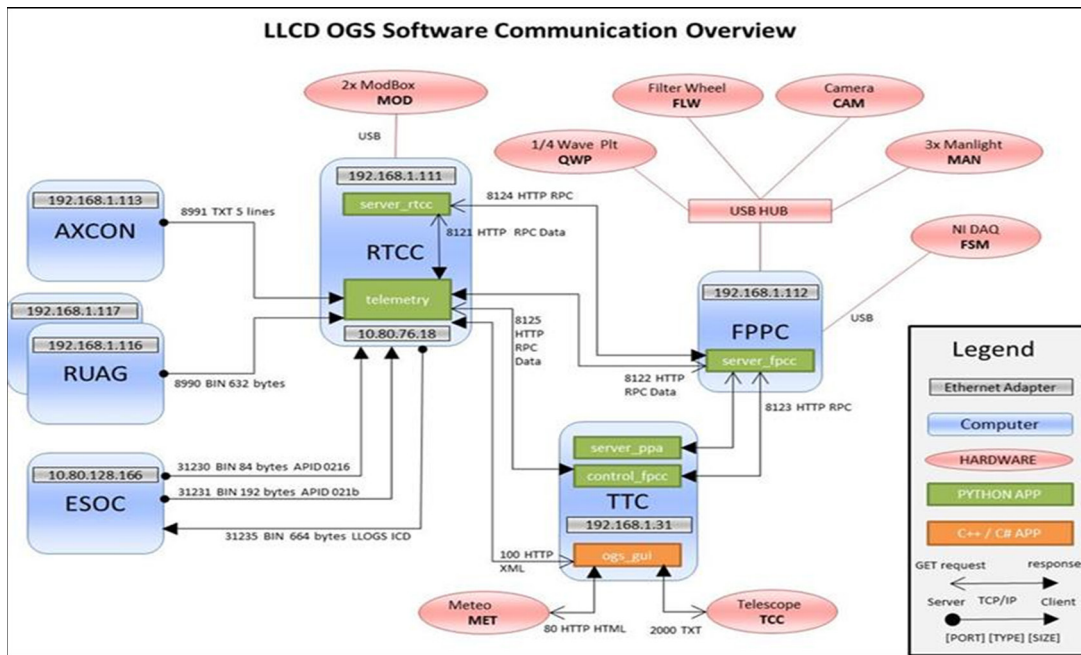 LLCD OGS Software Communication Overview
2x ModBox
MOD
USB
Filter Wheel
FLW
Camera
CAM
1/4 Wave Plt
QWP
3x Manlight
MAN
USB HUB
NI DAQ
FSM
USB
192.168.1.113
AXCON
8991 TXT 5 lines
192.168.1.117
192.168.1.116
RUAG
8990 BIN 632 bytes
10.80.128.166
ESOC
31230 BIN 84 bytes APID 0216
31231 BIN 192 bytes APID 021b
31235 BIN 664 bytes LLOGS ICD
192.168.1.111
server_rtcc
8124 HTTP RPC
8121 HTTP RPC Data
RTCC
telemetry
10.80.76.18
8125
HTTP
RPC
Data
192.168.1.112
FPPC
server_fpcc
8122 HTTP
RPC Data
8123 HTTP RPC
server_ppa
control_fpcc
TTC
192.168.1.31
ogs_gui
100 HTTP
XML
Meteo
MET
80 HTTP HTML
2000 TXT
Telescope
TCC
Legend
Ethernet Adapter
Computer
HARDWARE
PYTHON APP
C++ / C# APP
GET request response
Server TCP/IP Client
[PORT] [TYPE] [SIZE]